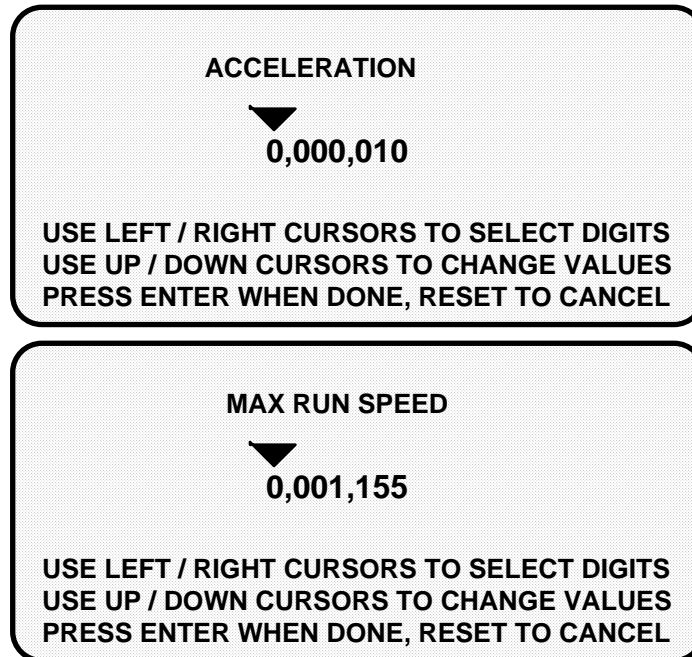 ACCELERATION
0,000,010
USE LEFT / RIGHT CURSORS TO SELECT DIGITS
USE UP / DOWN CURSORS TO CHANGE VALUES
PRESS ENTER WHEN DONE, RESET TO CANCEL
MAX RUN SPEED
0,001,155
USE LEFT / RIGHT CURSORS TO SELECT DIGITS
USE UP / DOWN CURSORS TO CHANGE VALUES
PRESS ENTER WHEN DONE, RESET TO CANCEL